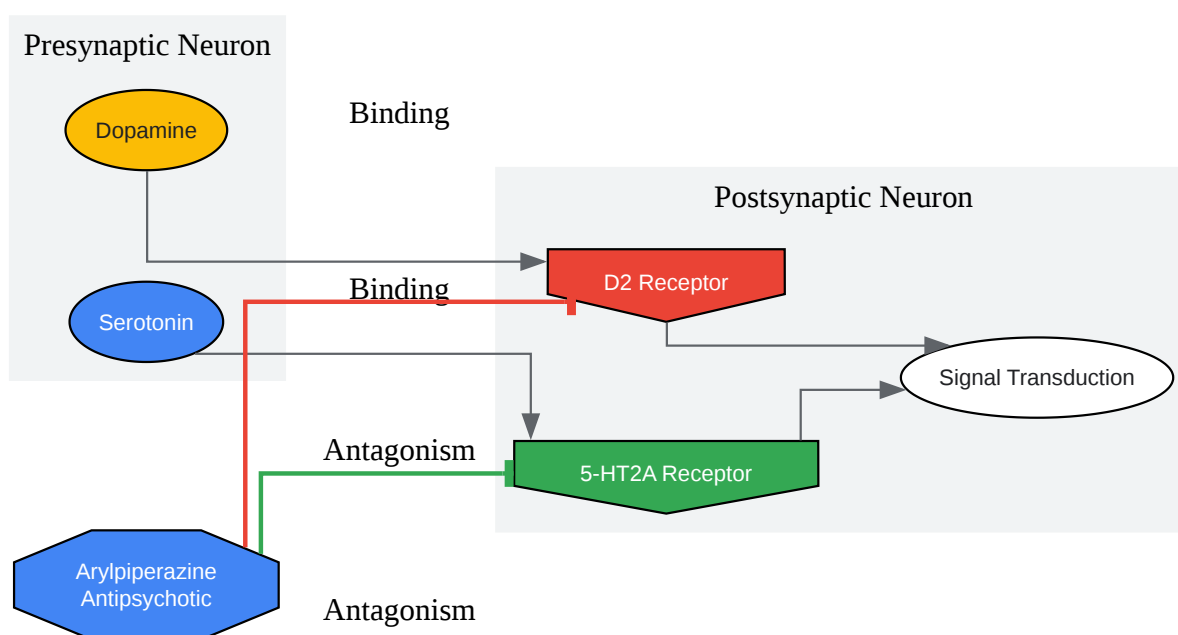 Presynaptic Neuron
Dopamine
Binding
Postsynaptic Neuron
D2 Receptor
Binding
Serotonin
Signal Transduction
Antagonism
5-HT2A Receptor
Arylpiperazine
Antipsychotic
Antagonism